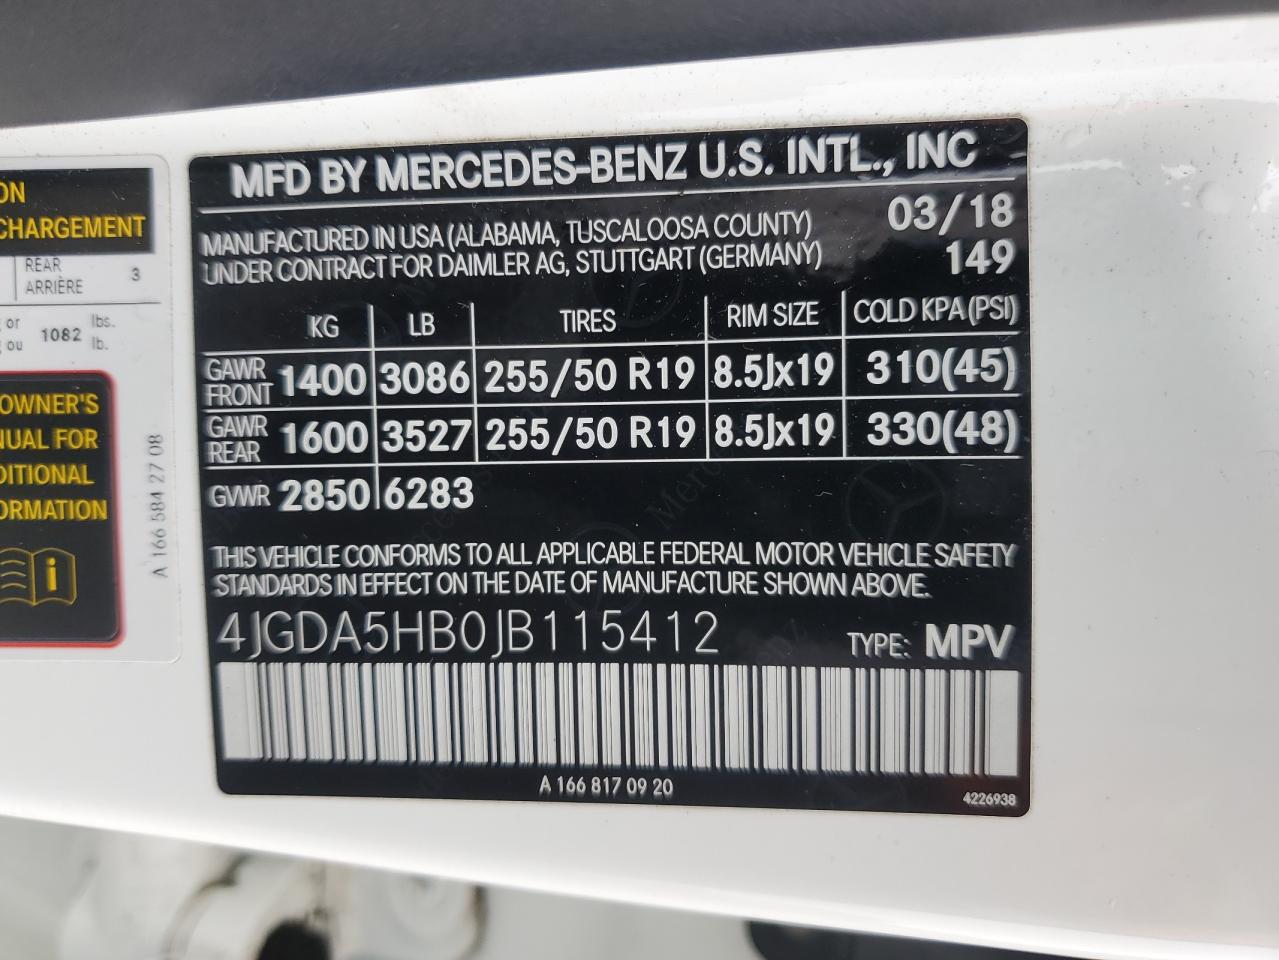 ON
CHARGEMENT
REAR
ARRIÈRE 3
or 1082 lbs.
ou lb.
OWNER'S
NUAL FOR
DITIONAL
ORMATION
A 166 584 27 08
MFD BY MERCEDES-BENZ U.S. INTL., INC
MANUFACTURED IN USA (ALABAMA, TUSCALOOSA COUNTY) 03/18
UNDER CONTRACT FOR DAIMLER AG, STUTTGART (GERMANY) 149
KG LB TIRES RIM SIZE COLD KPA (PSI)
GAWR FRONT 1400 3086 255/50 R19 8.5Jx19 310(45)
GAWR REAR 1600 3527 255/50 R19 8.5Jx19 330(48)
GVWR 2850 6283
THIS VEHICLE CONFORMS TO ALL APPLICABLE FEDERAL MOTOR VEHICLE SAFETY
STANDARDS IN EFFECT ON THE DATE OF MANUFACTURE SHOWN ABOVE.
4JGDA5HB0JB115412 TYPE: MPV
A 166 817 09 20
4226938